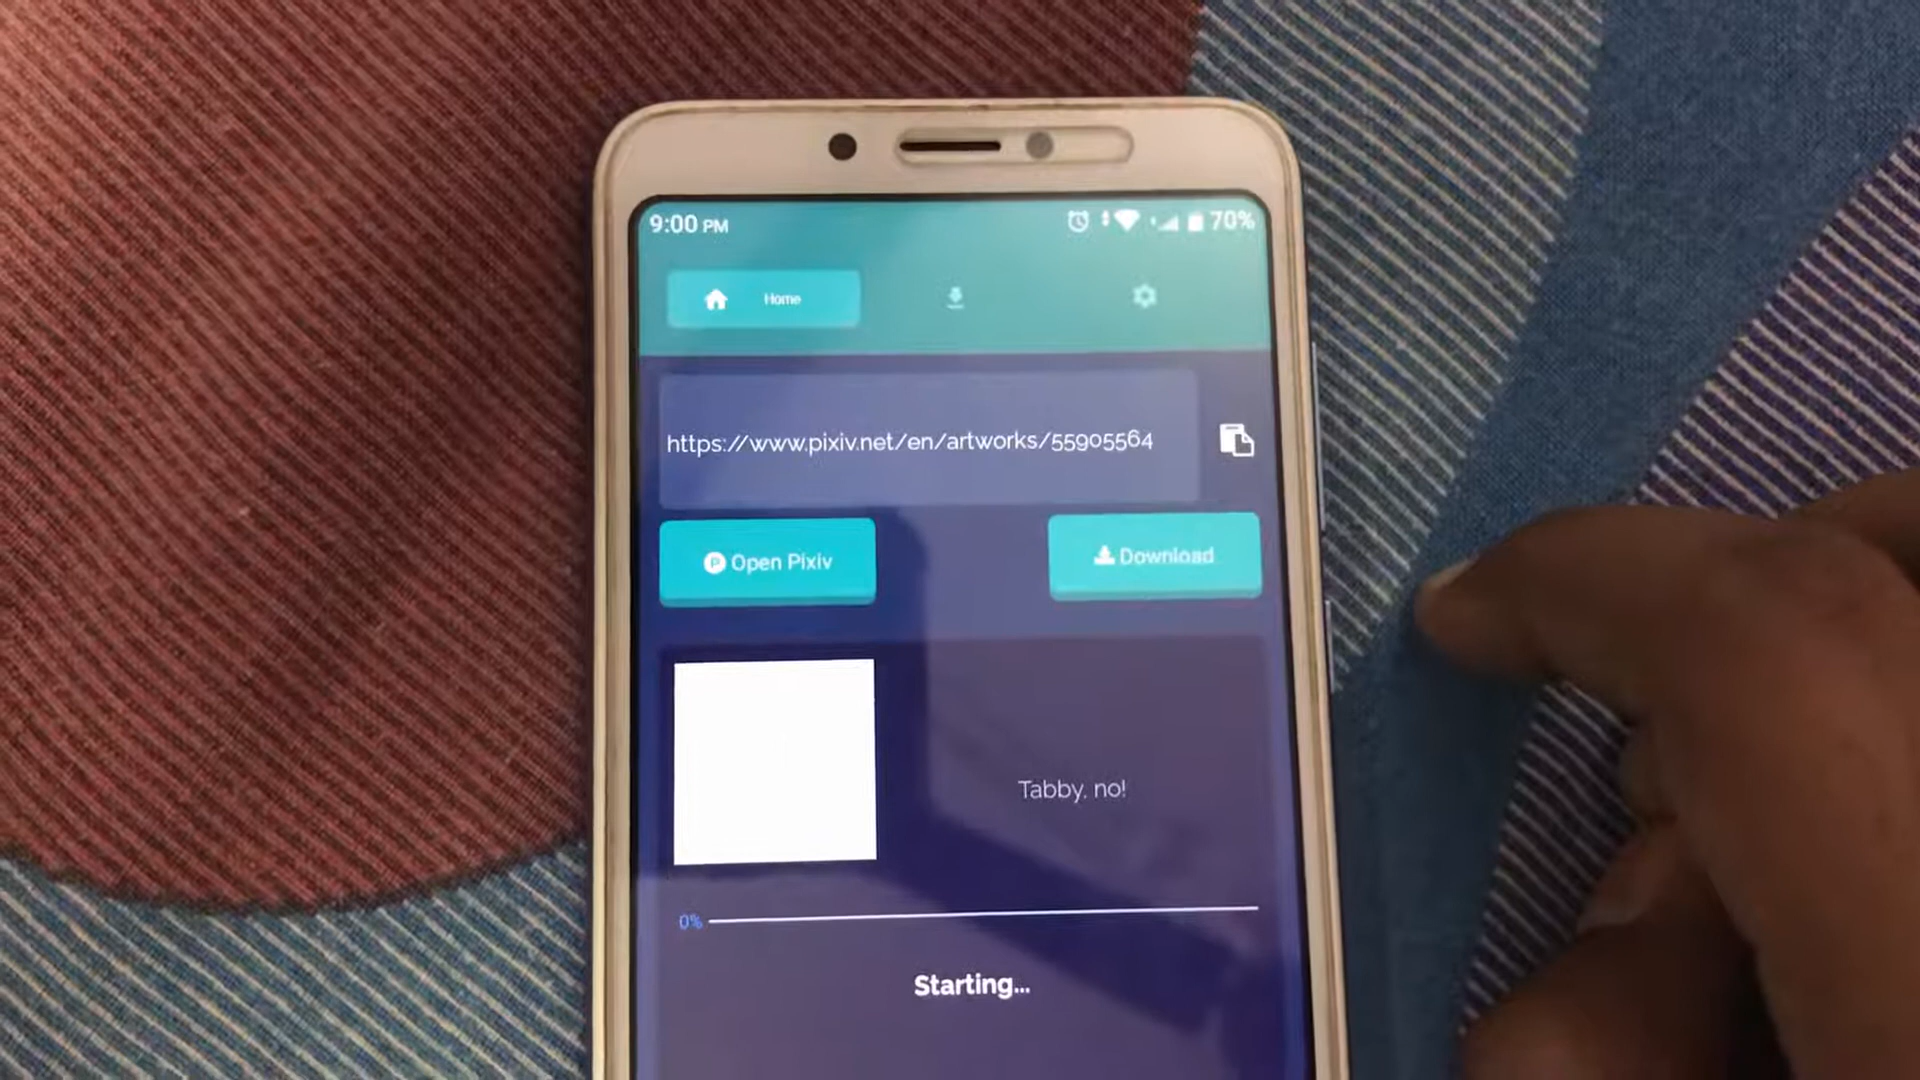 9:00 PM
70%
Home
https://www.pixiv.net/en/artworks/55905564
Open Pixiv
Download
Tabby, no!
0%
Starting...